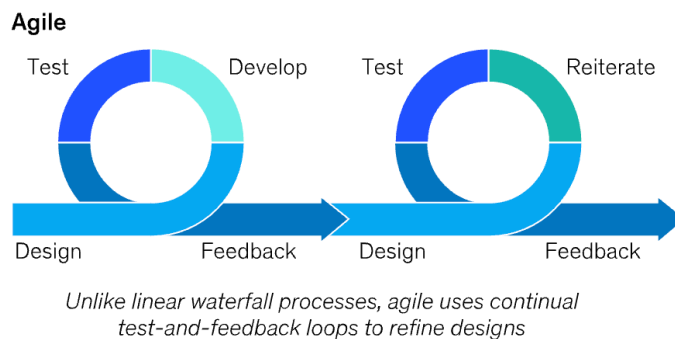 Agile
Test
Develop
Test
Reiterate
Design
Feedback
Design
Feedback
Unlike linear waterfall processes, agile uses continual
test-and-feedback loops to refine designs